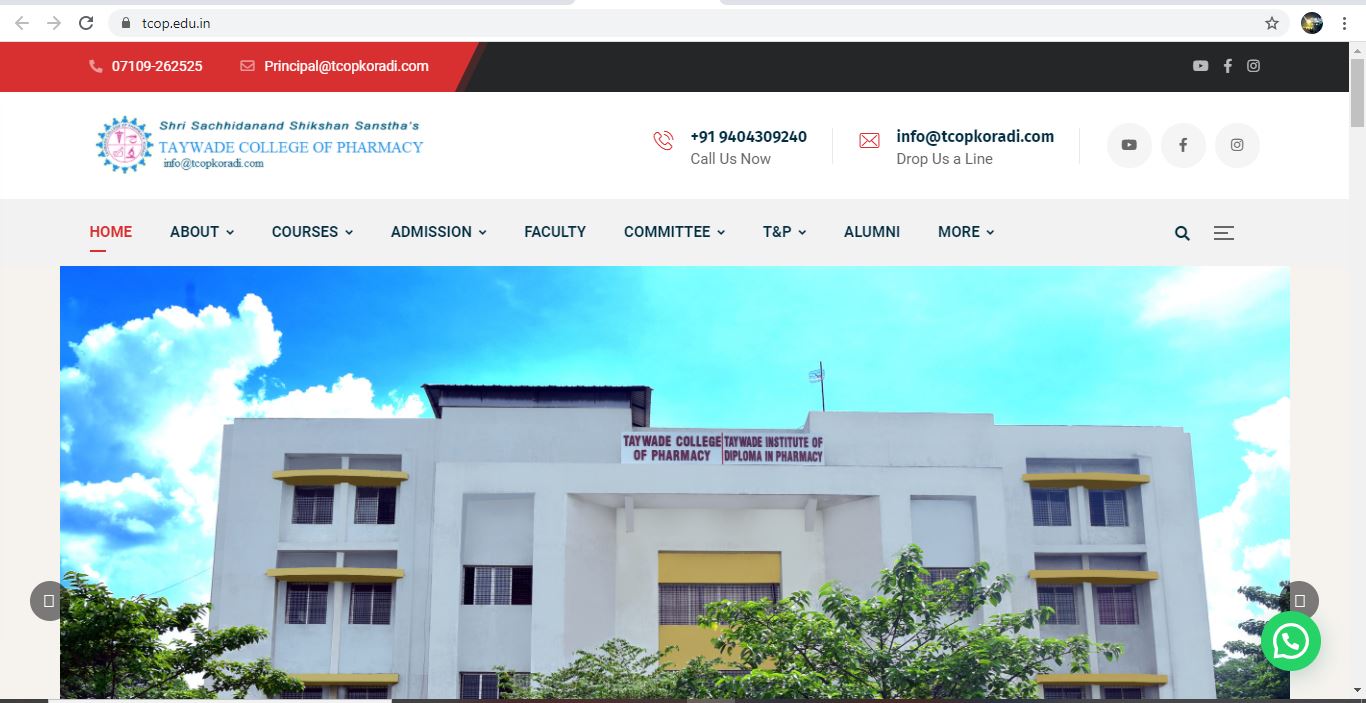 tcop.edu.in
07109-262525 Principal@tcopkoradi.com
Shri Sachhidanand Shikshan Sanstha's
TAYWADE COLLEGE OF PHARMACY
info@tcopkoradi.com
+91 9404309240
Call Us Now
info@tcopkoradi.com
Drop Us a Line
HOME ABOUT COURSES ADMISSION FACULTY COMMITTEE T&P ALUMNI MORE
TAYWADE COLLEGE
OF PHARMACY
TAYWADE INSTITUTE OF
DIPLOMA IN PHARMACY